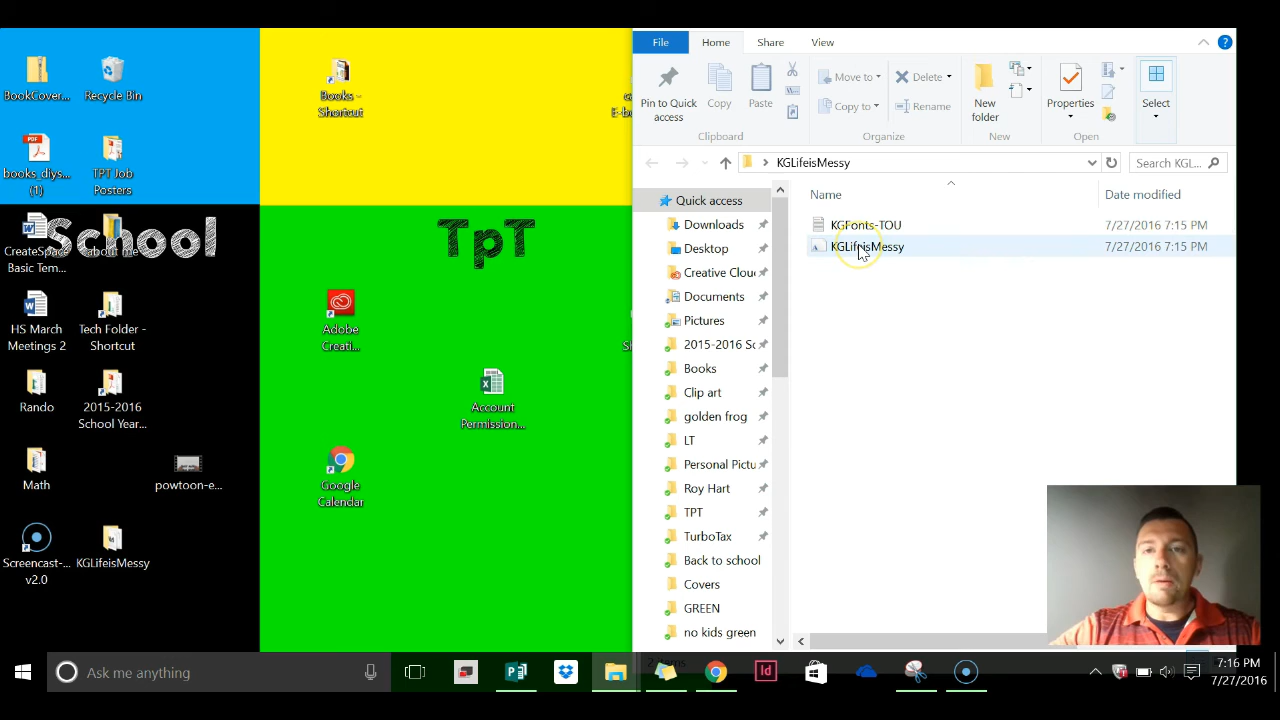 BookCover...
Recycle Bin
books_diys...
(1)
TPT Job
Posters
CreateSpace
Basic Tem...
about me
School
HS March
Meetings 2
Tech Folder -
Shortcut
Rando
2015-2016
School Year...
Math
powtoon-e...
Screencast-...
v2.0
KGLifeisMessy
Books -
Shortcut
TpT
Adobe
Creati...
Account
Permission...
Google
Calendar
File
Home
Share
View
Pin to Quick
access
Copy
Paste
Clipboard
Move to
Copy to
Delete
Rename
Organize
New
folder
New
Properties
Open
Select
KGLifeisMessy
Search KGL...
Name
Date modified
KGFonts-TOU
7/27/2016 7:15 PM
KGLifeisMessy
7/27/2016 7:15 PM
Quick access
Downloads
Desktop
Creative Clou
Documents
Pictures
2015-2016 Sc
Books
Clip art
golden frog
LT
Personal Pictu
Roy Hart
TPT
TurboTax
Back to school
Covers
GREEN
no kids green
Ask me anything
Id
7:16 PM
7/27/2016